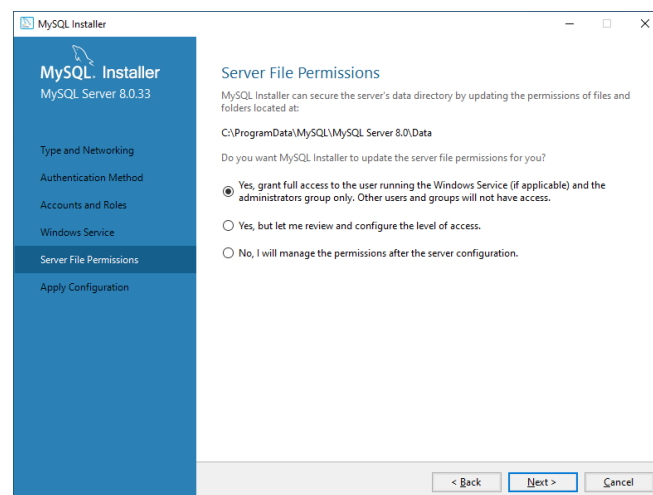 MySQL Installer
MySQL. Installer
MySQL Server 8.0.33
Type and Networking
Authentication Method
Accounts and Roles
Windows Service
Server File Permissions
Apply Configuration
Server File Permissions
MySQL Installer can secure the server's data directory by updating the permissions of files and
folders located at:
C:\ProgramData\MySQL\MySQL Server 8.0\Data
Do you want MySQL Installer to update the server file permissions for you?
Yes, grant full access to the user running the Windows Service (if applicable) and the
administrators group only. Other users and groups will not have access.
Yes, but let me review and configure the level of access.
No, I will manage the permissions after the server configuration.
< Back
Next >
Cancel